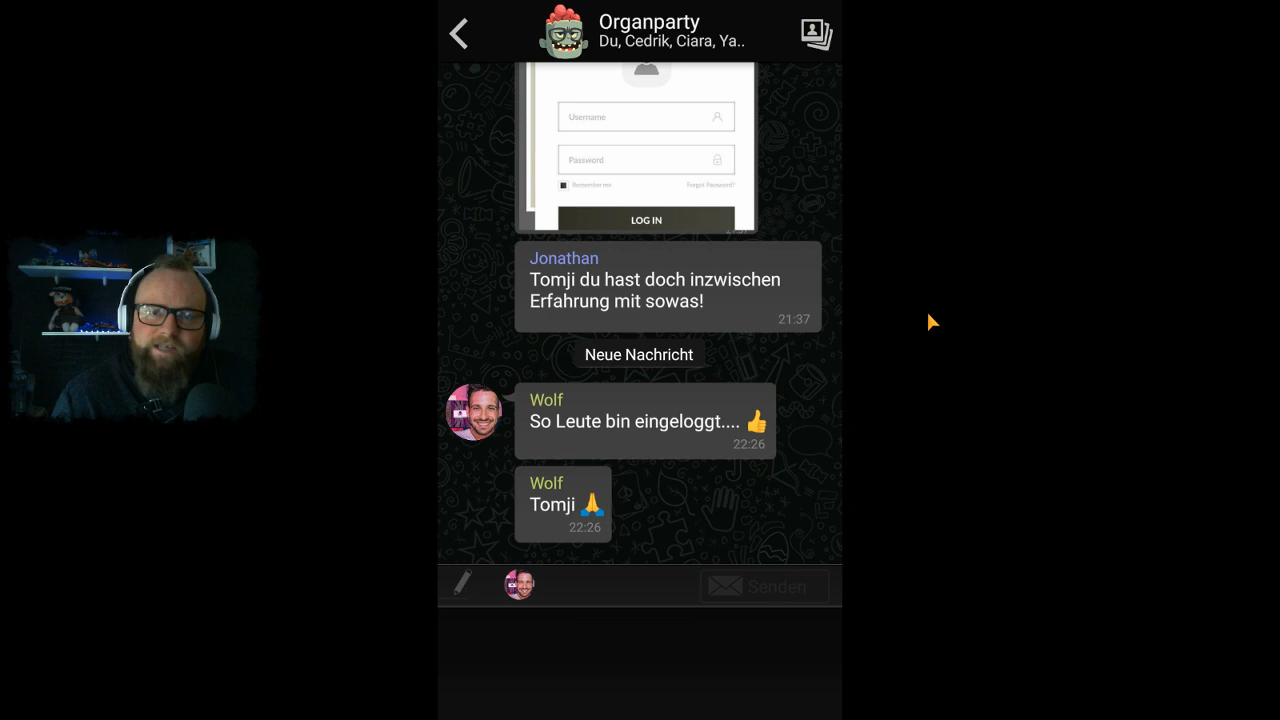 Organparty
Du, Cedrik, Ciara, Ya..
Username
Password
Remember me
Forgot Password?
LOG IN
Jonathan
Tomji du hast doch inzwischen
Erfahrung mit sowas!
21:37
Neue Nachricht
Wolf
So Leute bin eingeloggt.... 👍
22:26
Wolf
Tomji 🙏
22:26
Senden